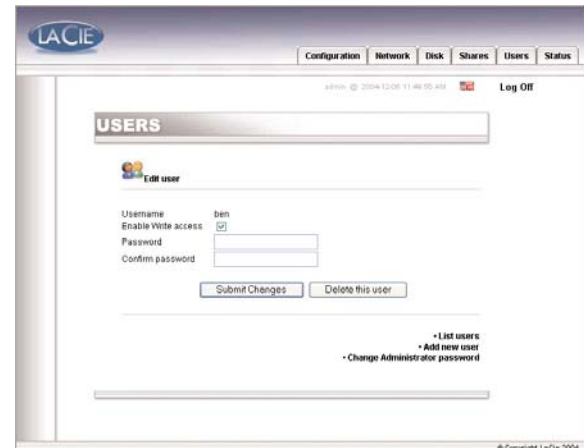 LACIE
Configuration Network Disk Shares Users Status
admin @ 2004-12-06 11:46:55 AM Log Off
USERS
Edit user
Username ben
Enable Write access
Password
Confirm password
Submit Changes Delete this user
• List users
• Add new user
• Change Administrator password
© Copyright LaCie 2004